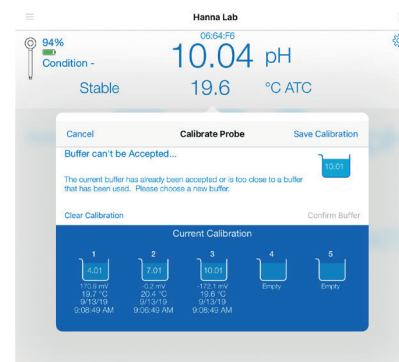 Hanna Lab
06:64:F6
94%
10.04 pH
Condition -
Stable 19.6 °C ATC
Cancel Calibrate Probe Save Calibration
Buffer can't be Accepted...
10.01
The current buffer has already been accepted or is too close to a buffer
that has been used. Please choose a new buffer.
Clear Calibration Confirm Buffer
Current Calibration
1 2 3 4 5
4.01 7.01 10.01
170.9 mV -0.2 mV -172.1 mV Empty Empty
19.7 °C 20.4 °C 19.6 °C
9/13/19 9/13/19 9/13/19
9:08:49 AM 9:06:49 AM 9:08:49 AM